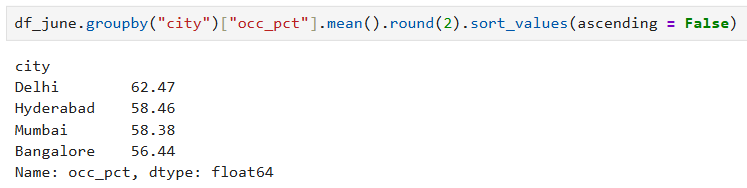 df_june.groupby("city")["occ_pct"].mean().round(2).sort_values(ascending = False)
city
Delhi        62.47
Hyderabad    58.46
Mumbai       58.38
Bangalore    56.44
Name: occ_pct, dtype: float64